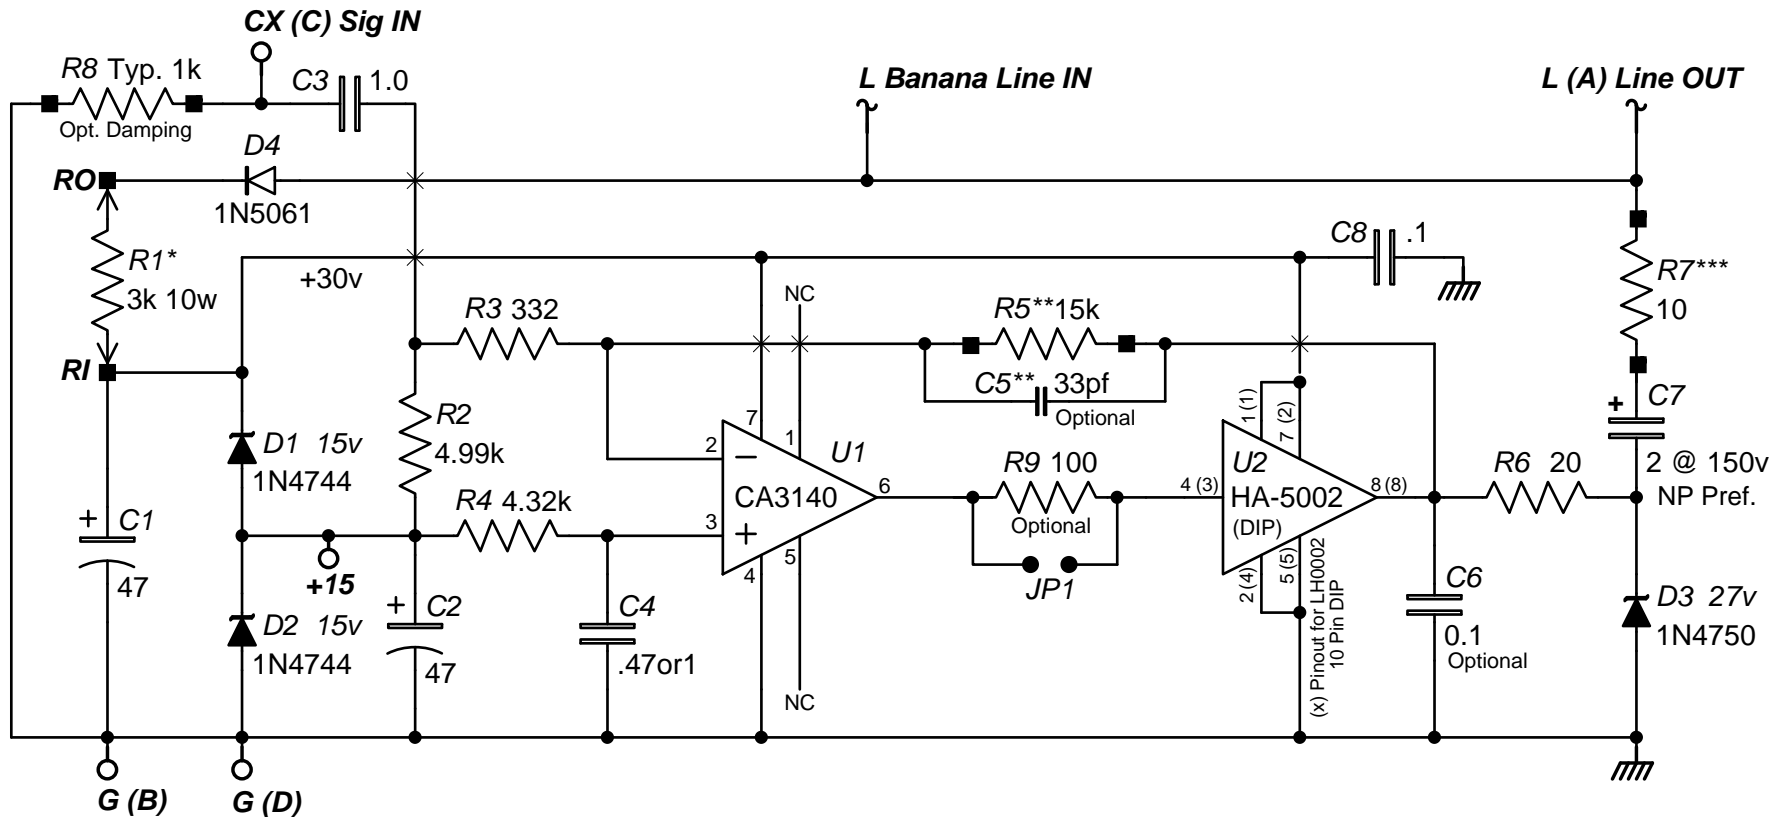 CX (C) Sig IN
R8 Typ. 1k
Opt. Damping
C3 1.0
L Banana Line IN
L (A) Line OUT
D4
1N5061
RO
R1*
3k 10w
RI
+30v
C8 .1
R7***
10
NC
R3 332
R5** 15k
C5** 33pf
Optional
C7
+
2 @ 150v
NP Pref.
R2
4.99k
D1 15v
1N4744
7
2
−
1
U1
CA3140
6
R4 4.32k
3
+
5
4
NC
R9 100
Optional
JP1
1 (1)
7 (2)
U2
4 (3)
HA-5002
(DIP)
8 (8)
2 (4)
5 (5)
(x) Pinout for LH0002
10 Pin DIP
R6 20
+ C1
47
+15
D2 15v
1N4744
+ C2
47
C4
.47or1
C6
0.1
Optional
D3 27v
1N4750
G (B)
G (D)